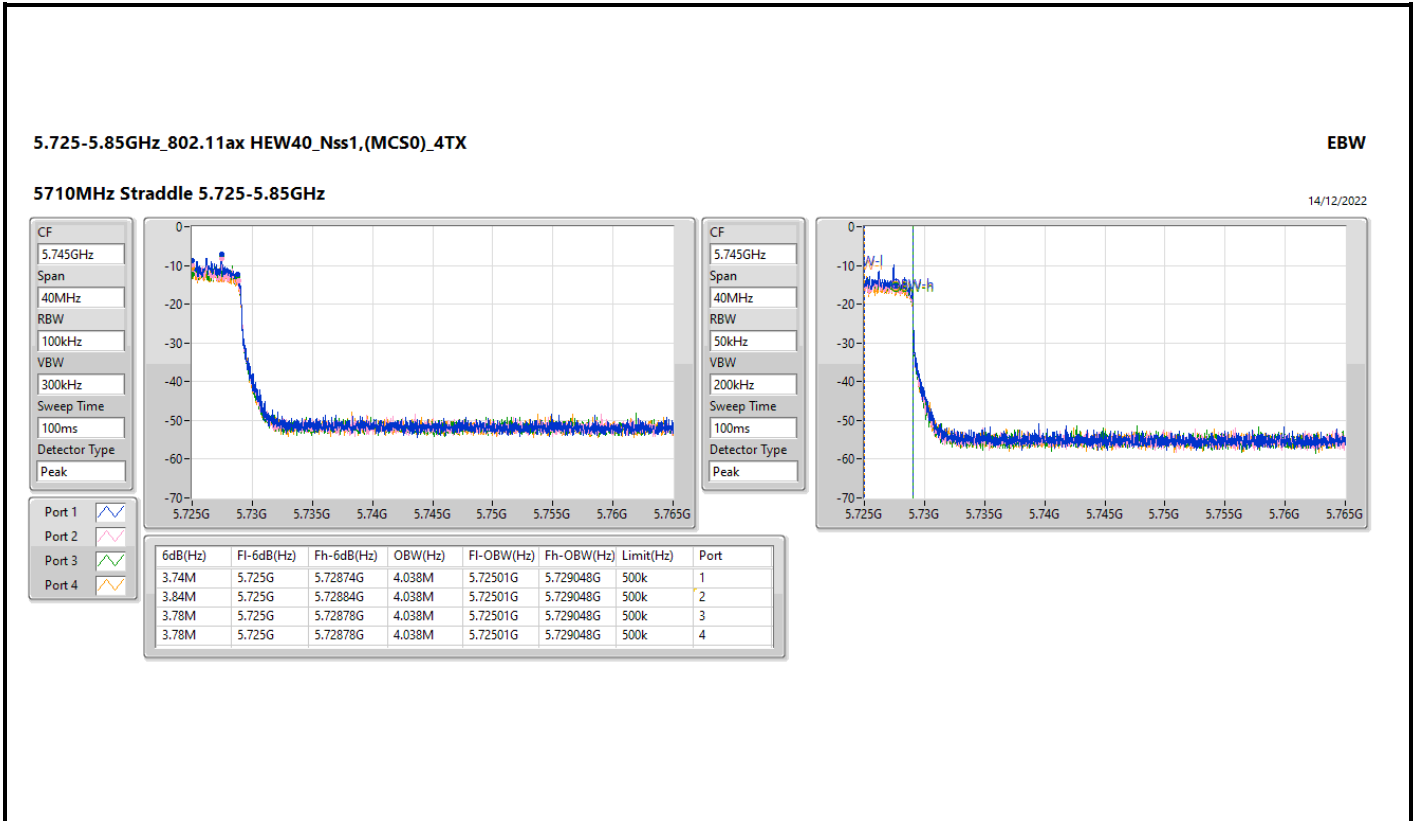 5.725-5.85GHz_802.11ax HEW40_Nss1,(MCS0)_4TX
EBW
5710MHz Straddle 5.725-5.85GHz
14/12/2022
CF
5.745GHz
Span
40MHz
RBW
100kHz
VBW
300kHz
Sweep Time
100ms
Detector Type
Peak
0
-10
-20
-30
-40
-50
-60
-70
5.725G 5.73G 5.735G 5.74G 5.745G 5.75G 5.755G 5.76G 5.765G
CF
5.745GHz
Span
40MHz
RBW
50kHz
VBW
200kHz
Sweep Time
100ms
Detector Type
Peak
0
-10
-20
-30
-40
-50
-60
-70
W-l
OBW-h
5.725G 5.73G 5.735G 5.74G 5.745G 5.75G 5.755G 5.76G 5.765G
Port 1
Port 2
Port 3
Port 4
6dB(Hz) Fl-6dB(Hz) Fh-6dB(Hz) OBW(Hz) Fl-OBW(Hz) Fh-OBW(Hz) Limit(Hz) Port
3.74M 5.725G 5.72874G 4.038M 5.72501G 5.729048G 500k 1
3.84M 5.725G 5.72884G 4.038M 5.72501G 5.729048G 500k 2
3.78M 5.725G 5.72878G 4.038M 5.72501G 5.729048G 500k 3
3.78M 5.725G 5.72878G 4.038M 5.72501G 5.729048G 500k 4